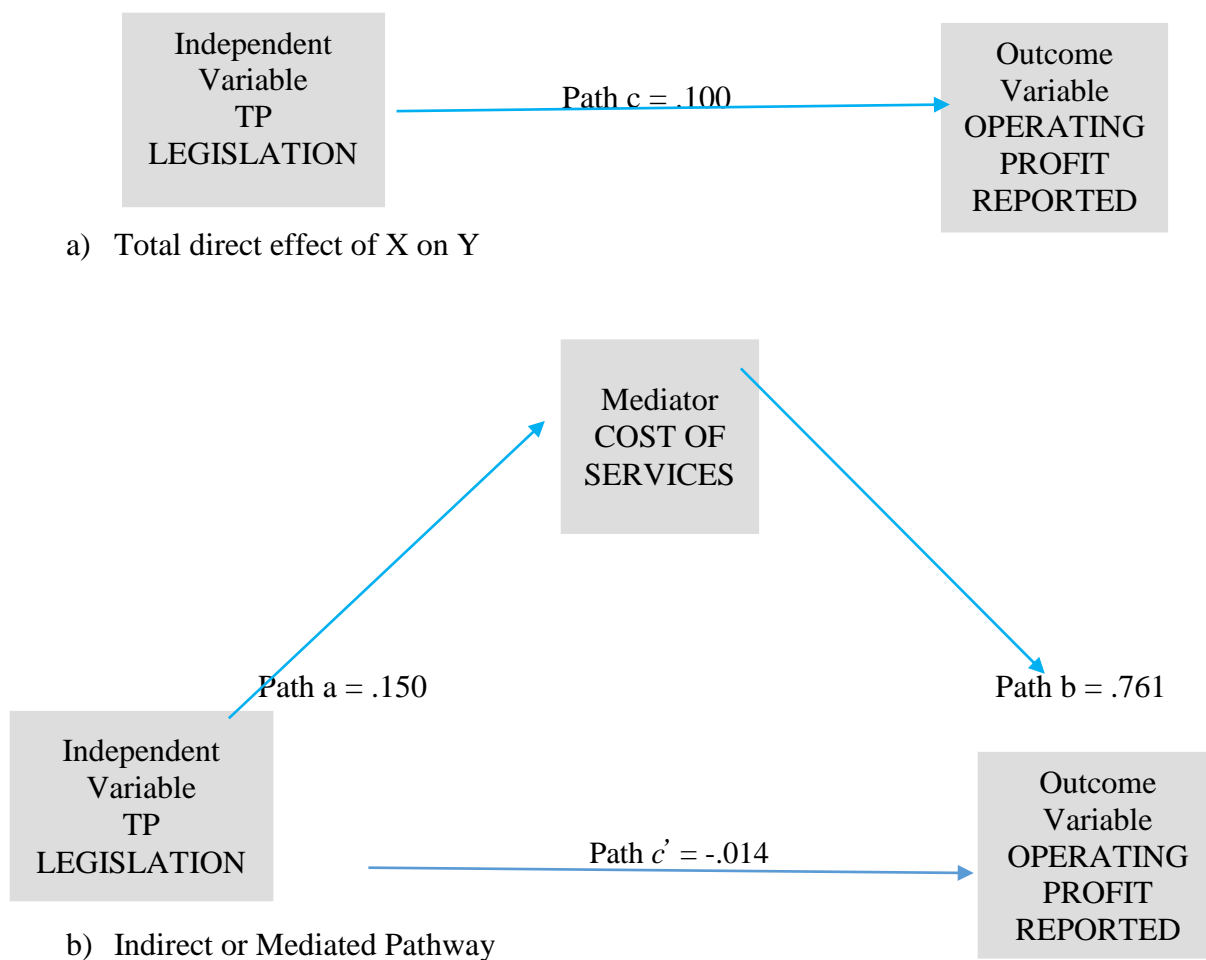 Independent
Variable
TP
LEGISLATION
Path c = .100
Outcome
Variable
OPERATING
PROFIT
REPORTED
a) Total direct effect of X on Y
Mediator
COST OF
SERVICES
Path a = .150
Path b = .761
Independent
Variable
TP
LEGISLATION
Path c’ = -.014
Outcome
Variable
OPERATING
PROFIT
REPORTED
b) Indirect or Mediated Pathway